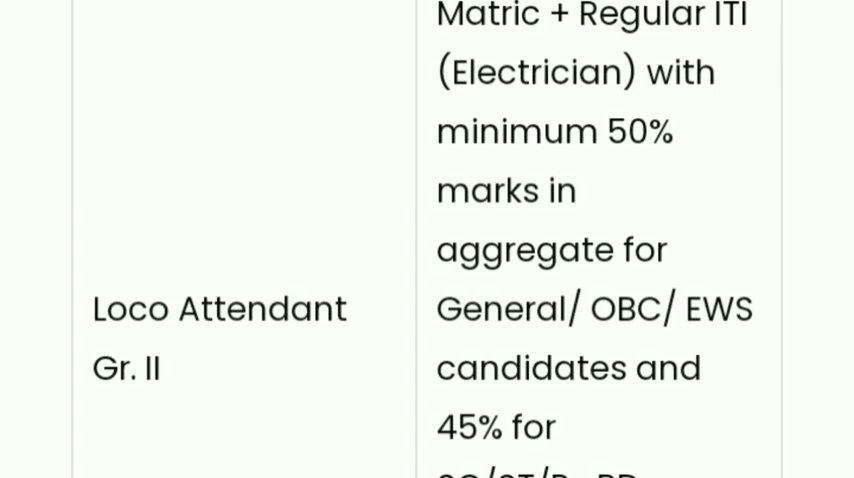 Matric + Regular ITI
(Electrician) with
minimum 50%
marks in
aggregate for
Loco Attendant
General/ OBC/ EWS
Gr. II
candidates and
45% for